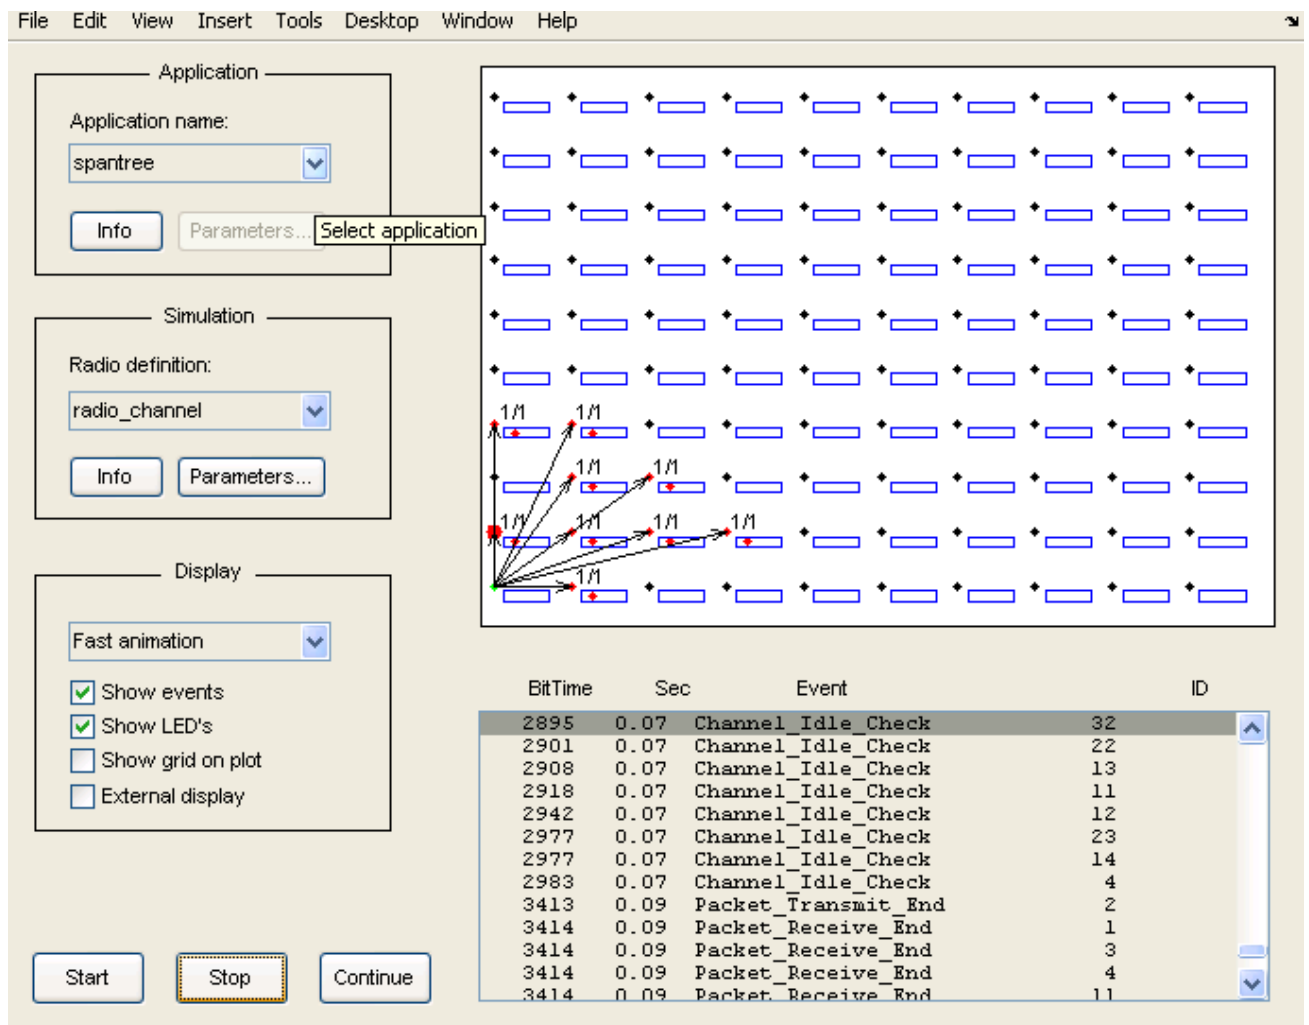 File Edit View Insert Tools Desktop Window Help
Application
Application name:
spantree
Info Parameters... Select application
Simulation
Radio definition:
radio_channel
Info Parameters...
Display
Fast animation
Show events
Show LED's
Show grid on plot
External display
Start Stop Continue
1/1 1/1
1/1 1/1
1/1 1/1 1/1 1/1
1/1
BitTime Sec Event ID
2895 0.07 Channel_Idle_Check 32
2901 0.07 Channel_Idle_Check 22
2908 0.07 Channel_Idle_Check 13
2918 0.07 Channel_Idle_Check 11
2942 0.07 Channel_Idle_Check 12
2977 0.07 Channel_Idle_Check 23
2977 0.07 Channel_Idle_Check 14
2983 0.07 Channel_Idle_Check 4
3413 0.09 Packet_Transmit_End 2
3414 0.09 Packet_Receive_End 1
3414 0.09 Packet_Receive_End 3
3414 0.09 Packet_Receive_End 4
3414 0.09 Packet_Receive_End 11